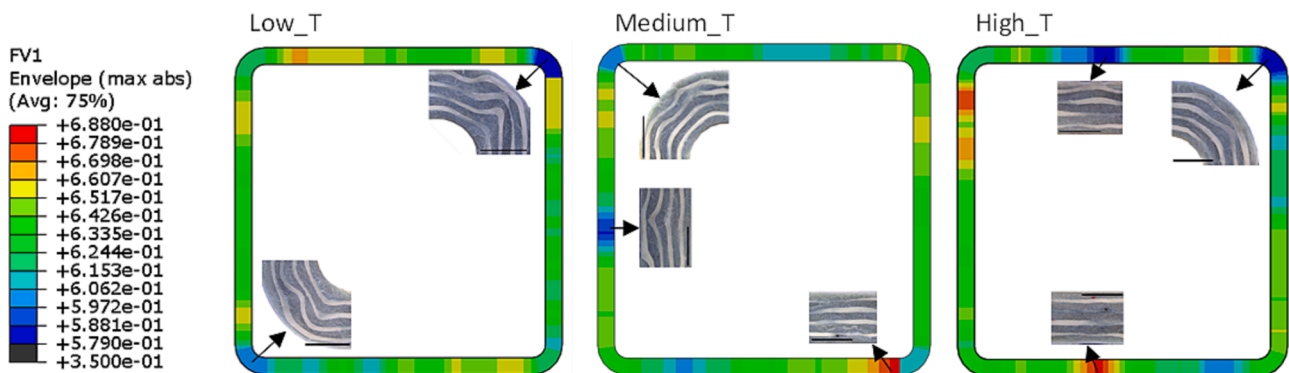 Low_T
Medium_T
High_T
FV1
Envelope (max abs)
(Avg: 75%)
+6.880e-01
+6.789e-01
+6.698e-01
+6.607e-01
+6.517e-01
+6.426e-01
+6.335e-01
+6.244e-01
+6.153e-01
+6.062e-01
+5.972e-01
+5.881e-01
+5.790e-01
+3.500e-01